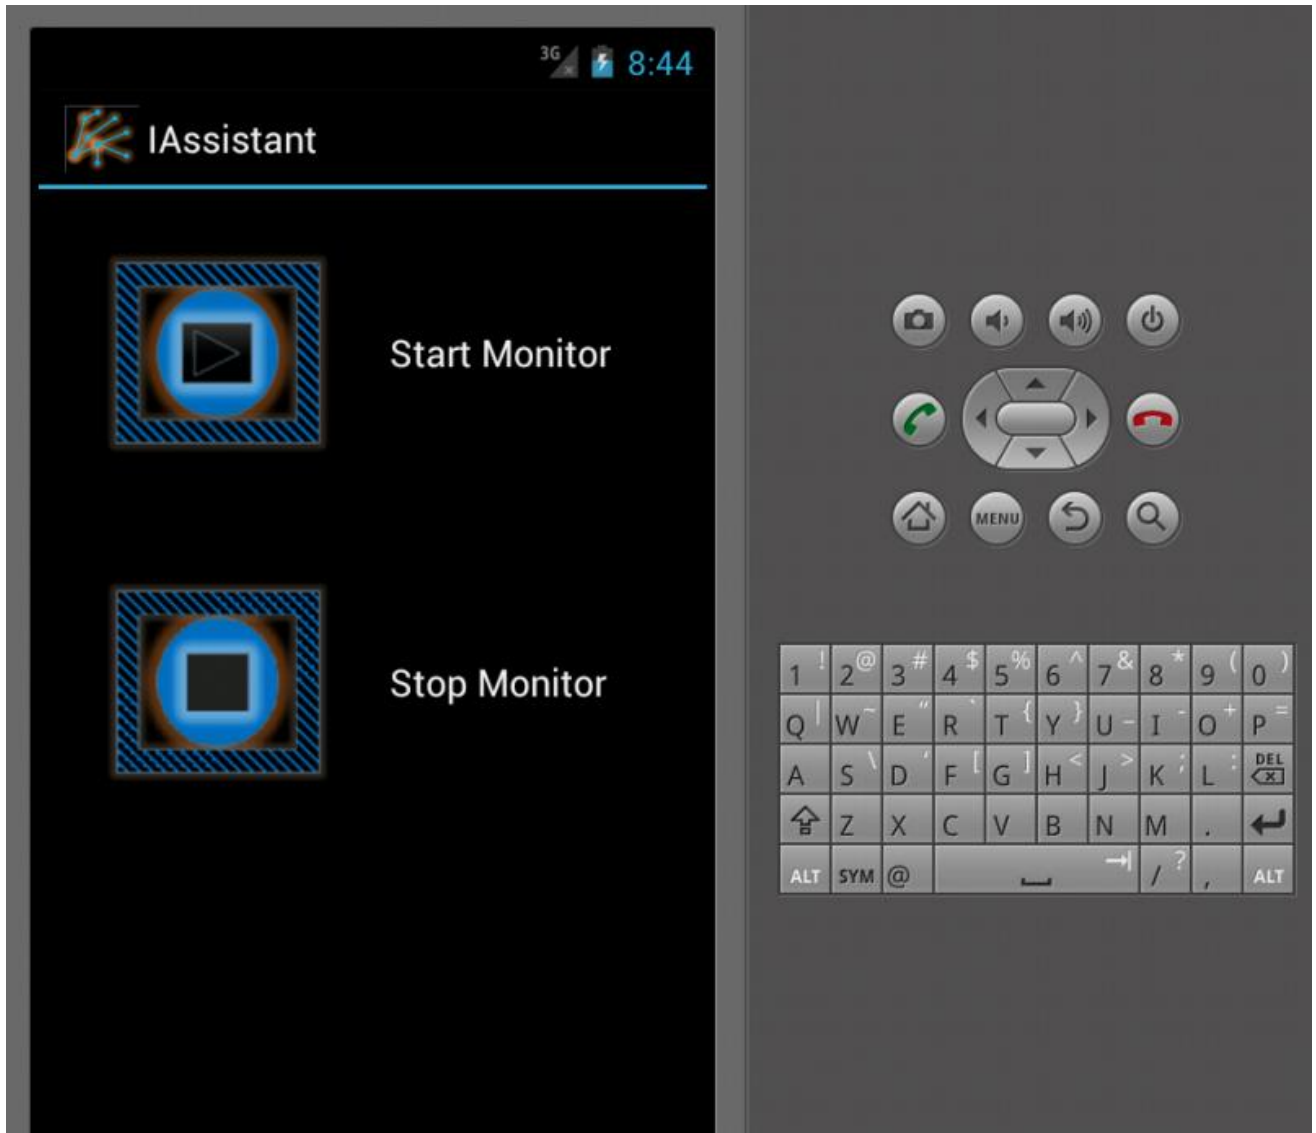 3G 8:44
IAssistant
Start Monitor
Stop Monitor
MENU
1 ! 2 @ 3 # 4 $ 5 % 6 ^ 7 & 8 * 9 ( 0 )
Q | W ~ E " R ` T { Y } U _ I - O + P =
A S \ D ' F [ G ] H < J > K ; L : DEL
Z X C V B N M .
ALT SYM @ / ? , ALT